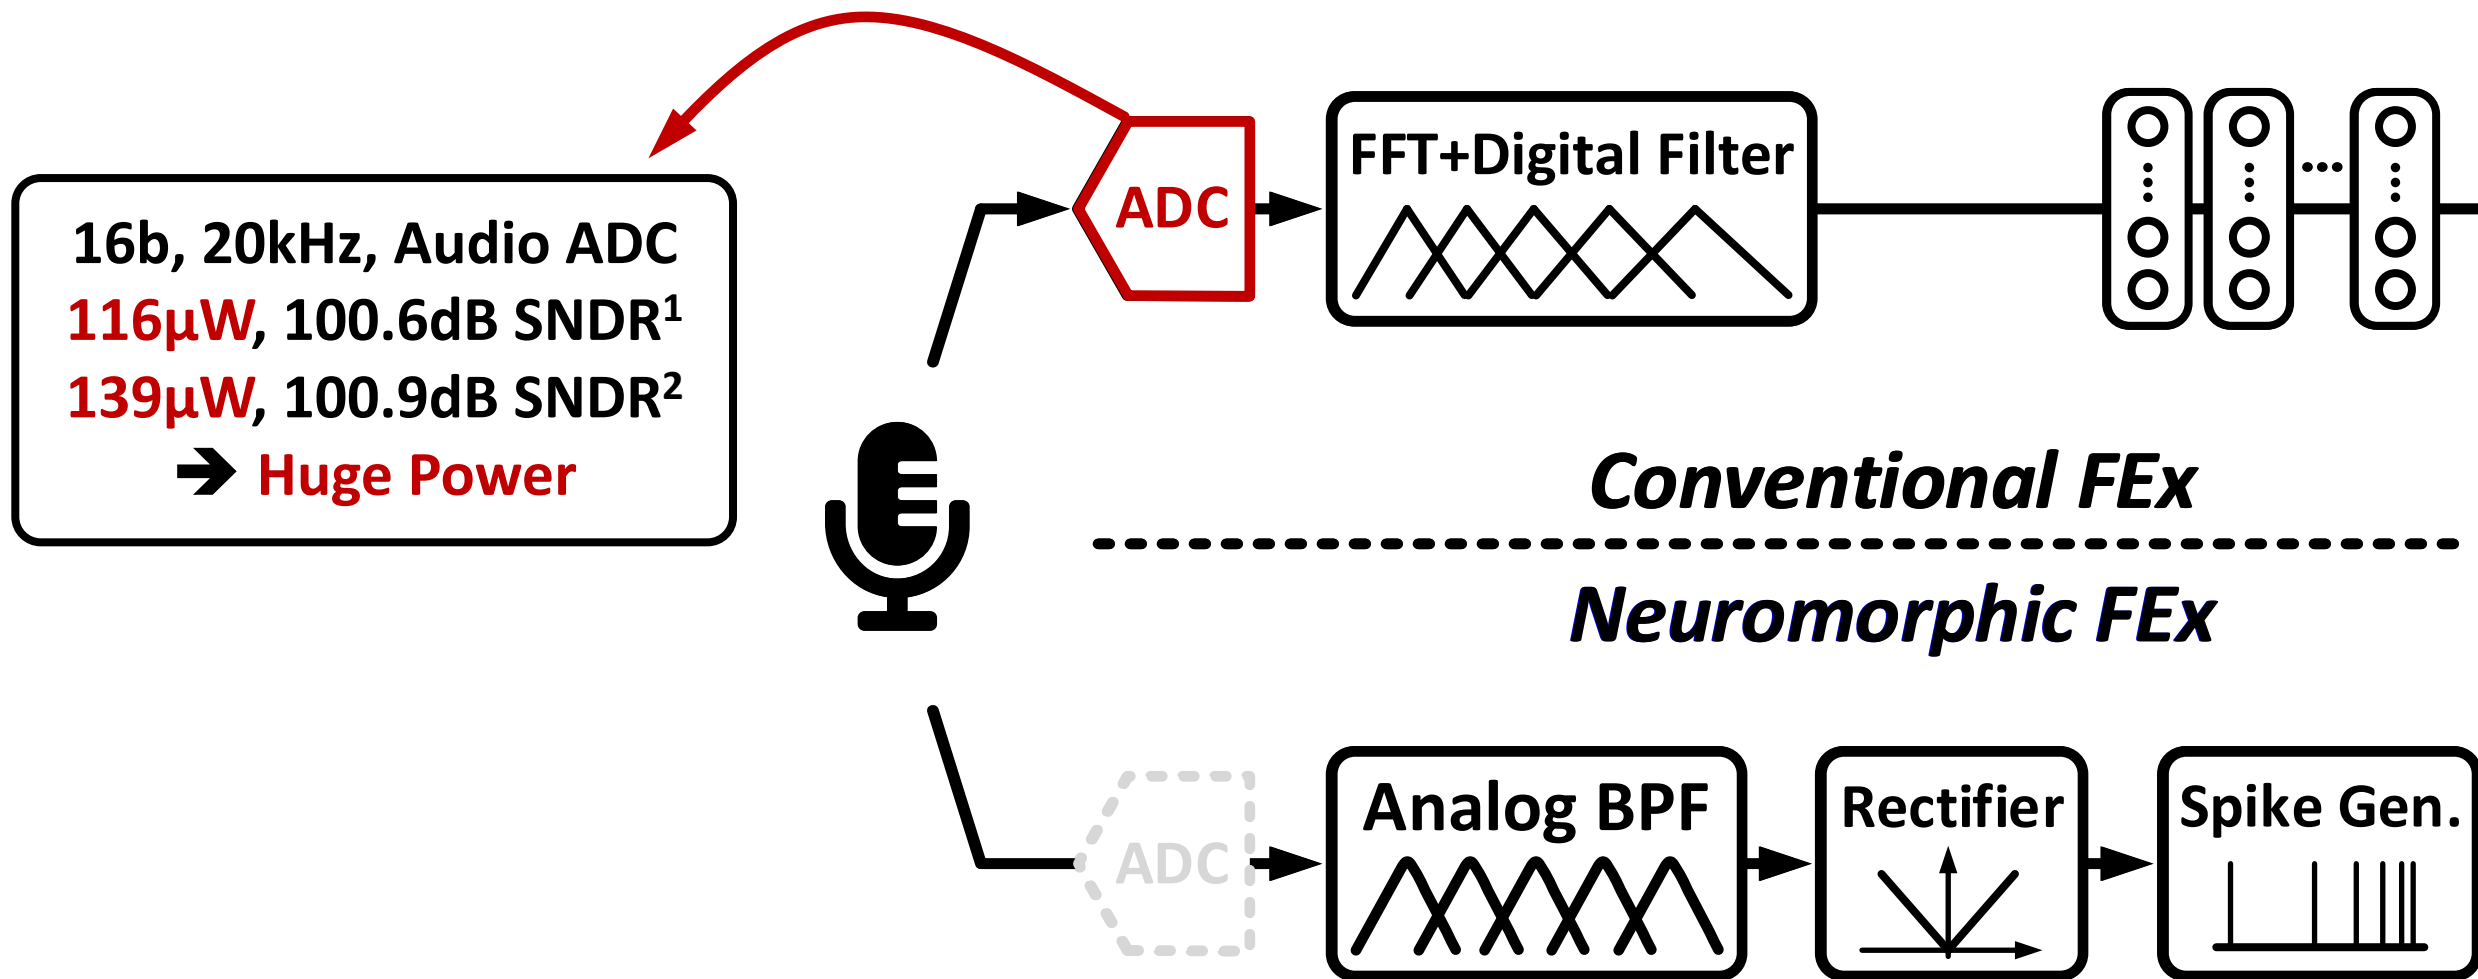 16b, 20kHz, Audio ADC
116µW, 100.6dB SNDR¹
139µW, 100.9dB SNDR²
➔ Huge Power
ADC
FFT+Digital Filter
Conventional FEx
Neuromorphic FEx
ADC
Analog BPF
Rectifier
Spike Gen.